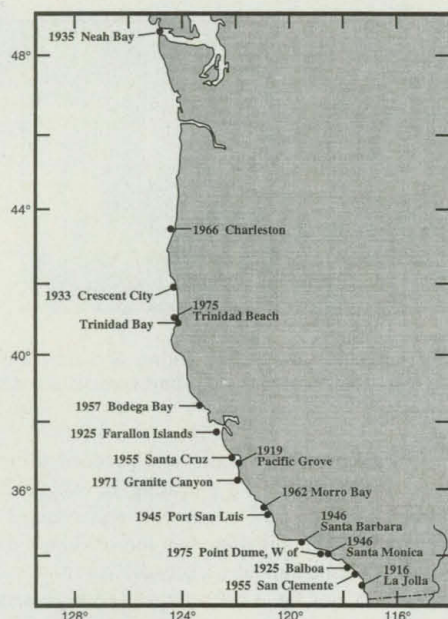 1935 Neah Bay
48°
44°
1966 Charleston
1933 Crescent City
1975
Trinidad Beach
Trinidad Bay
40°
1957 Bodega Bay
1925 Farallon Islands
1919
Pacific Grove
1955 Santa Cruz
1971 Granite Canyon
36°
1962 Morro Bay
1945 Port San Luis
1946
Santa Barbara
1946
Santa Monica
1975 Point Dume, W of
1925 Balboa
1916
La Jolla
1955 San Clemente
128°
124°
120°
116°